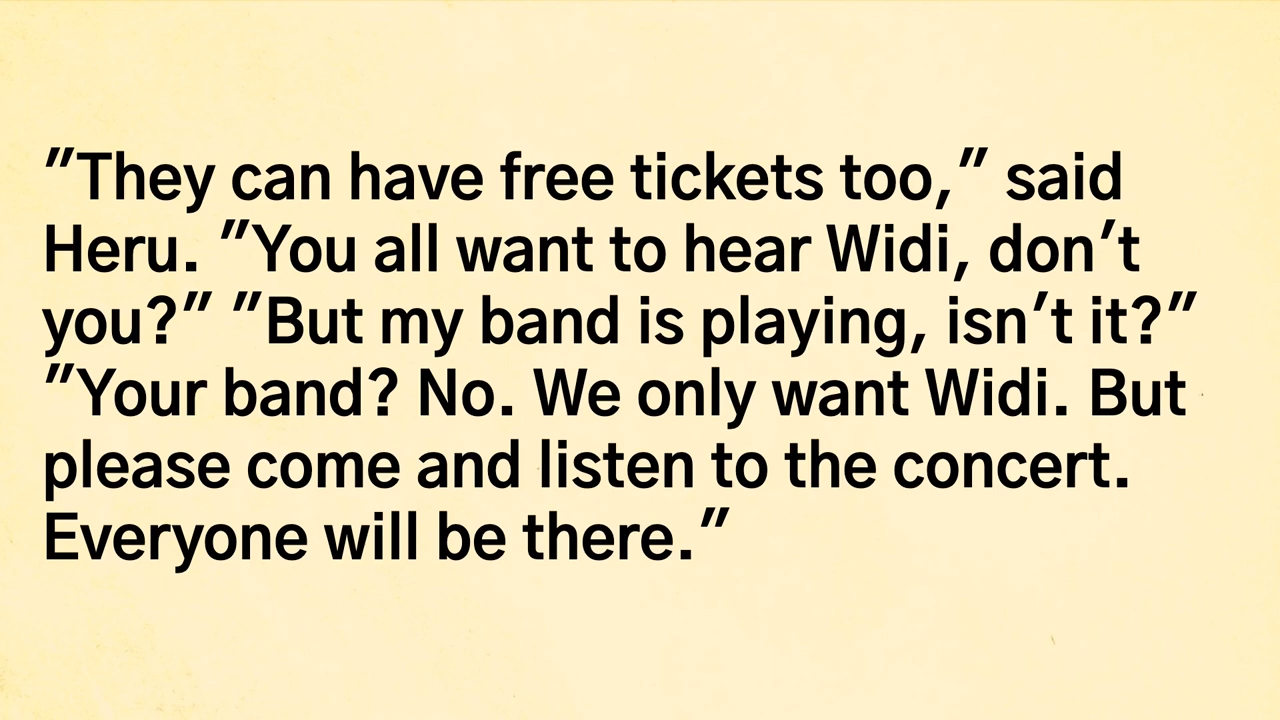 "They can have free tickets too," said
Heru. "You all want to hear Widi, don't
you?" "But my band is playing, isn't it?"
"Your band? No. We only want Widi. But
please come and listen to the concert.
Everyone will be there."